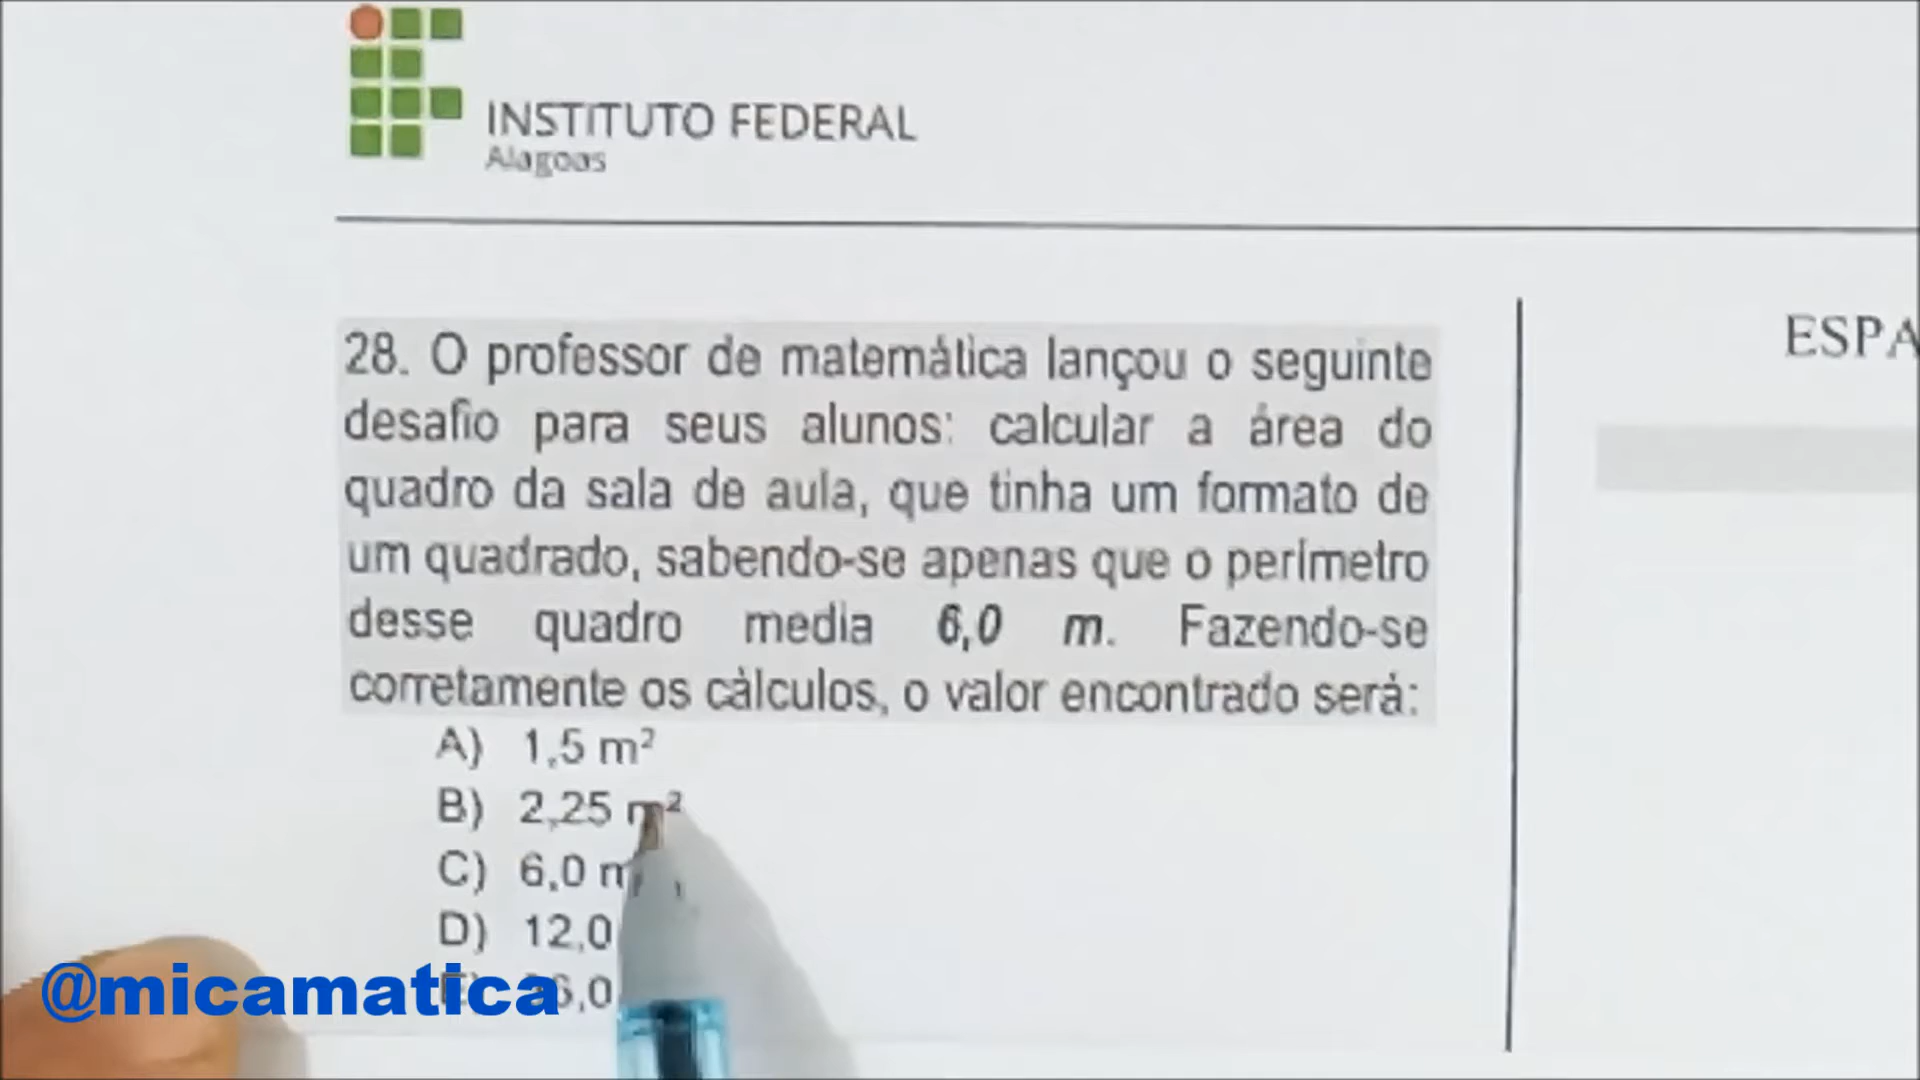 INSTITUTO FEDERAL
Alagoas
28. O professor de matemática lançou o seguinte
desafio para seus alunos: calcular a área do
quadro da sala de aula, que tinha um formato de
um quadrado, sabendo-se apenas que o perímetro
desse quadro media 6,0 m. Fazendo-se
corretamente os cálculos, o valor encontrado será:
A) 1,5 m²
B) 2,25 m²
C) 6,0 m
D) 12,0
6,0
@micamatica
ESPA